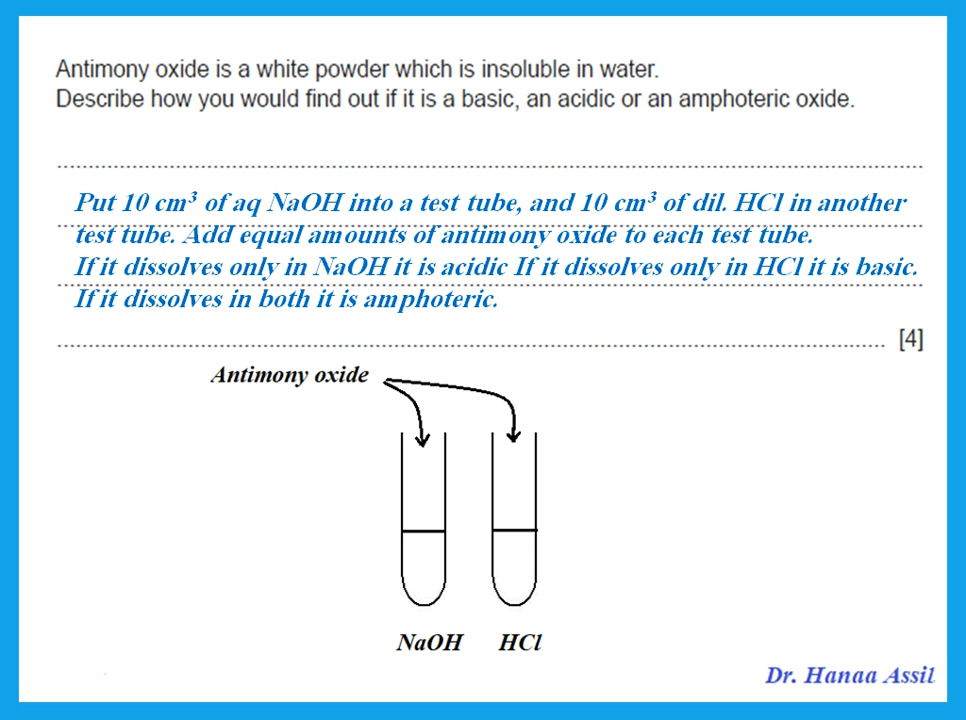 Antimony oxide is a white powder which is insoluble in water.
Describe how you would find out if it is a basic, an acidic or an amphoteric oxide.
Put 10 cm³ of aq NaOH into a test tube, and 10 cm³ of dil. HCl in another
test tube. Add equal amounts of antimony oxide to each test tube.
If it dissolves only in NaOH it is acidic If it dissolves only in HCl it is basic.
If it dissolves in both it is amphoteric.
[4]
Antimony oxide
NaOH HCl
Dr. Hanaa Assil